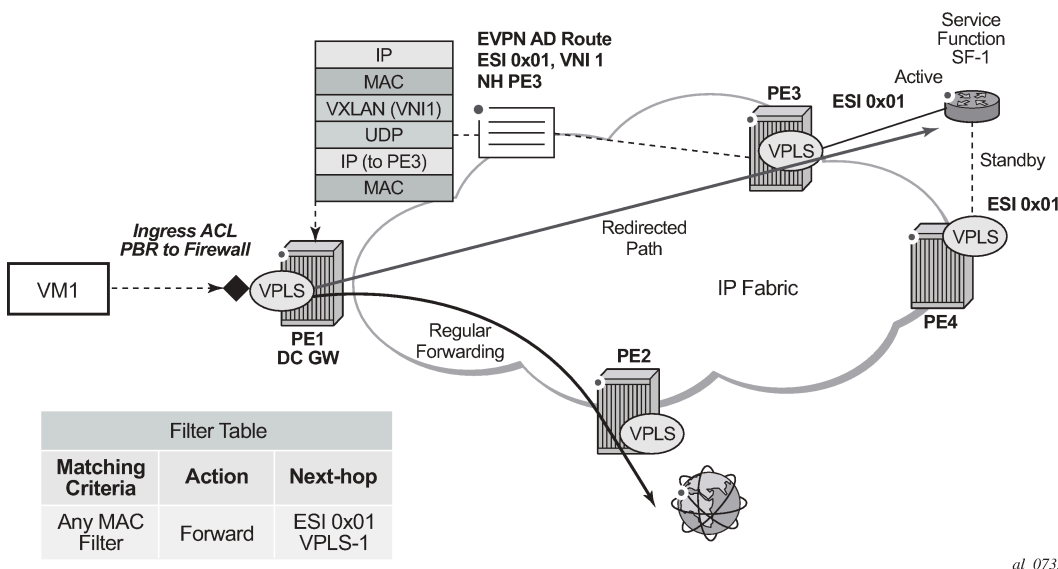 Service
Function
SF-1
EVPN AD Route
ESI 0x01, VNI 1
NH PE3
IP
MAC
VXLAN (VNI1)
UDP
IP (to PE3)
MAC
PE3
Active
ESI 0x01
VPLS
Standby
ESI 0x01
VPLS
PE4
Ingress ACL
PBR to Firewall
VM1
VPLS
PE1
DC GW
Redirected
Path
IP Fabric
Regular
Forwarding
PE2
VPLS
Filter Table
Matching
Criteria
Action
Next-hop
Any MAC
Filter
Forward
ESI 0x01
VPLS-1